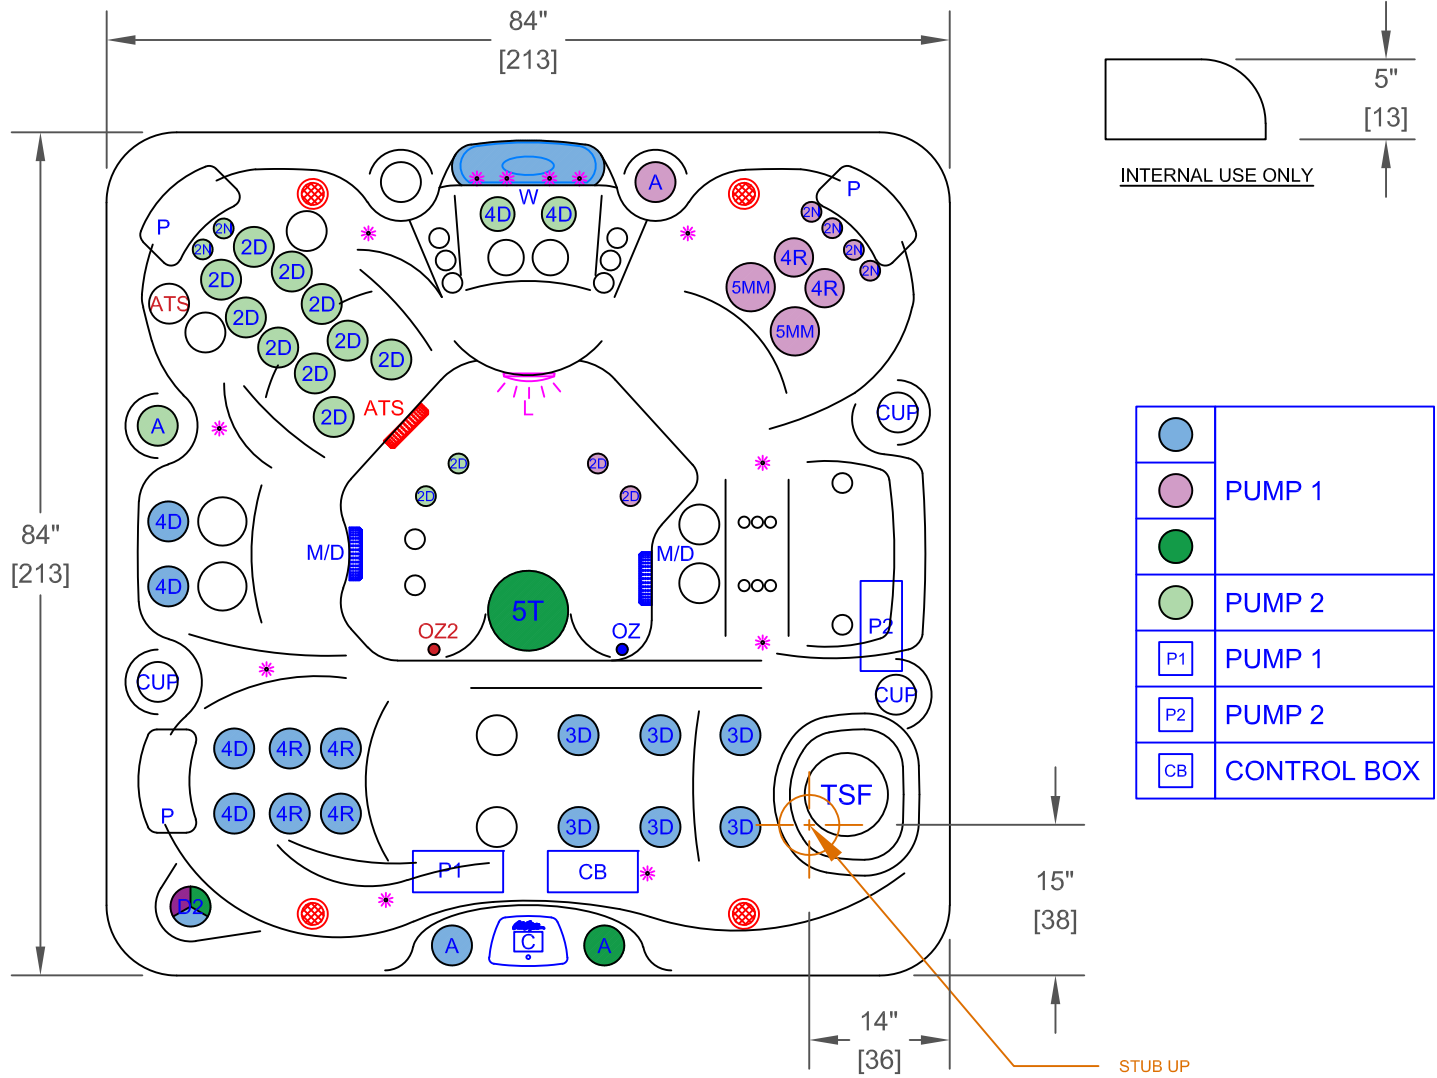 84"
[213]
5"
[13]
INTERNAL USE ONLY
A
P
P
W
4D
4D
2N
2N
2D
2D
2D
2D
2D
2D
2D
2D
2D
2D
ATS
2N
2N
2N
2N
4R
4R
5MM
5MM
ATS
L
A
CUP
2D
2D
2D
2D
4D
4D
M/D
M/D
84"
[213]
5T
OZ2
OZ
P2
CUP
CUP
PUMP 1
PUMP 2
P1 PUMP 1
P2 PUMP 2
CB CONTROL BOX
4D
4R
4R
3D
3D
3D
4D
4R
4R
3D
3D
3D
TSF
P
P1
CB
D2
A
C
A
15"
[38]
14"
[36]
STUB UP